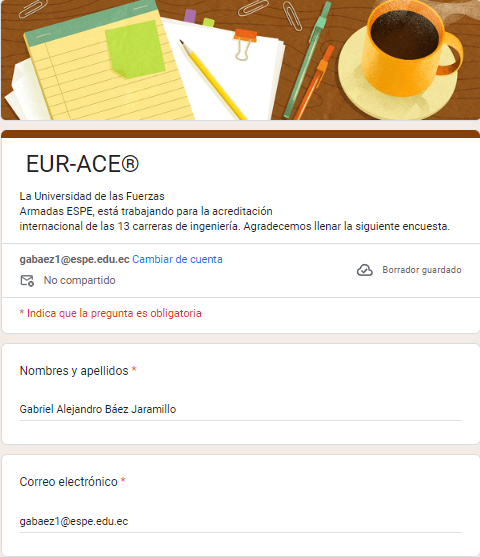 EUR-ACE®
La Universidad de las Fuerzas
Armadas ESPE, está trabajando para la acreditación
internacional de las 13 carreras de ingeniería. Agradecemos llenar la siguiente encuesta.
gabaez1@espe.edu.ec Cambiar de cuenta
Borrador guardado
No compartido
* Indica que la pregunta es obligatoria
Nombres y apellidos *
Gabriel Alejandro Báez Jaramillo
Correo electrónico *
gabaez1@espe.edu.ec